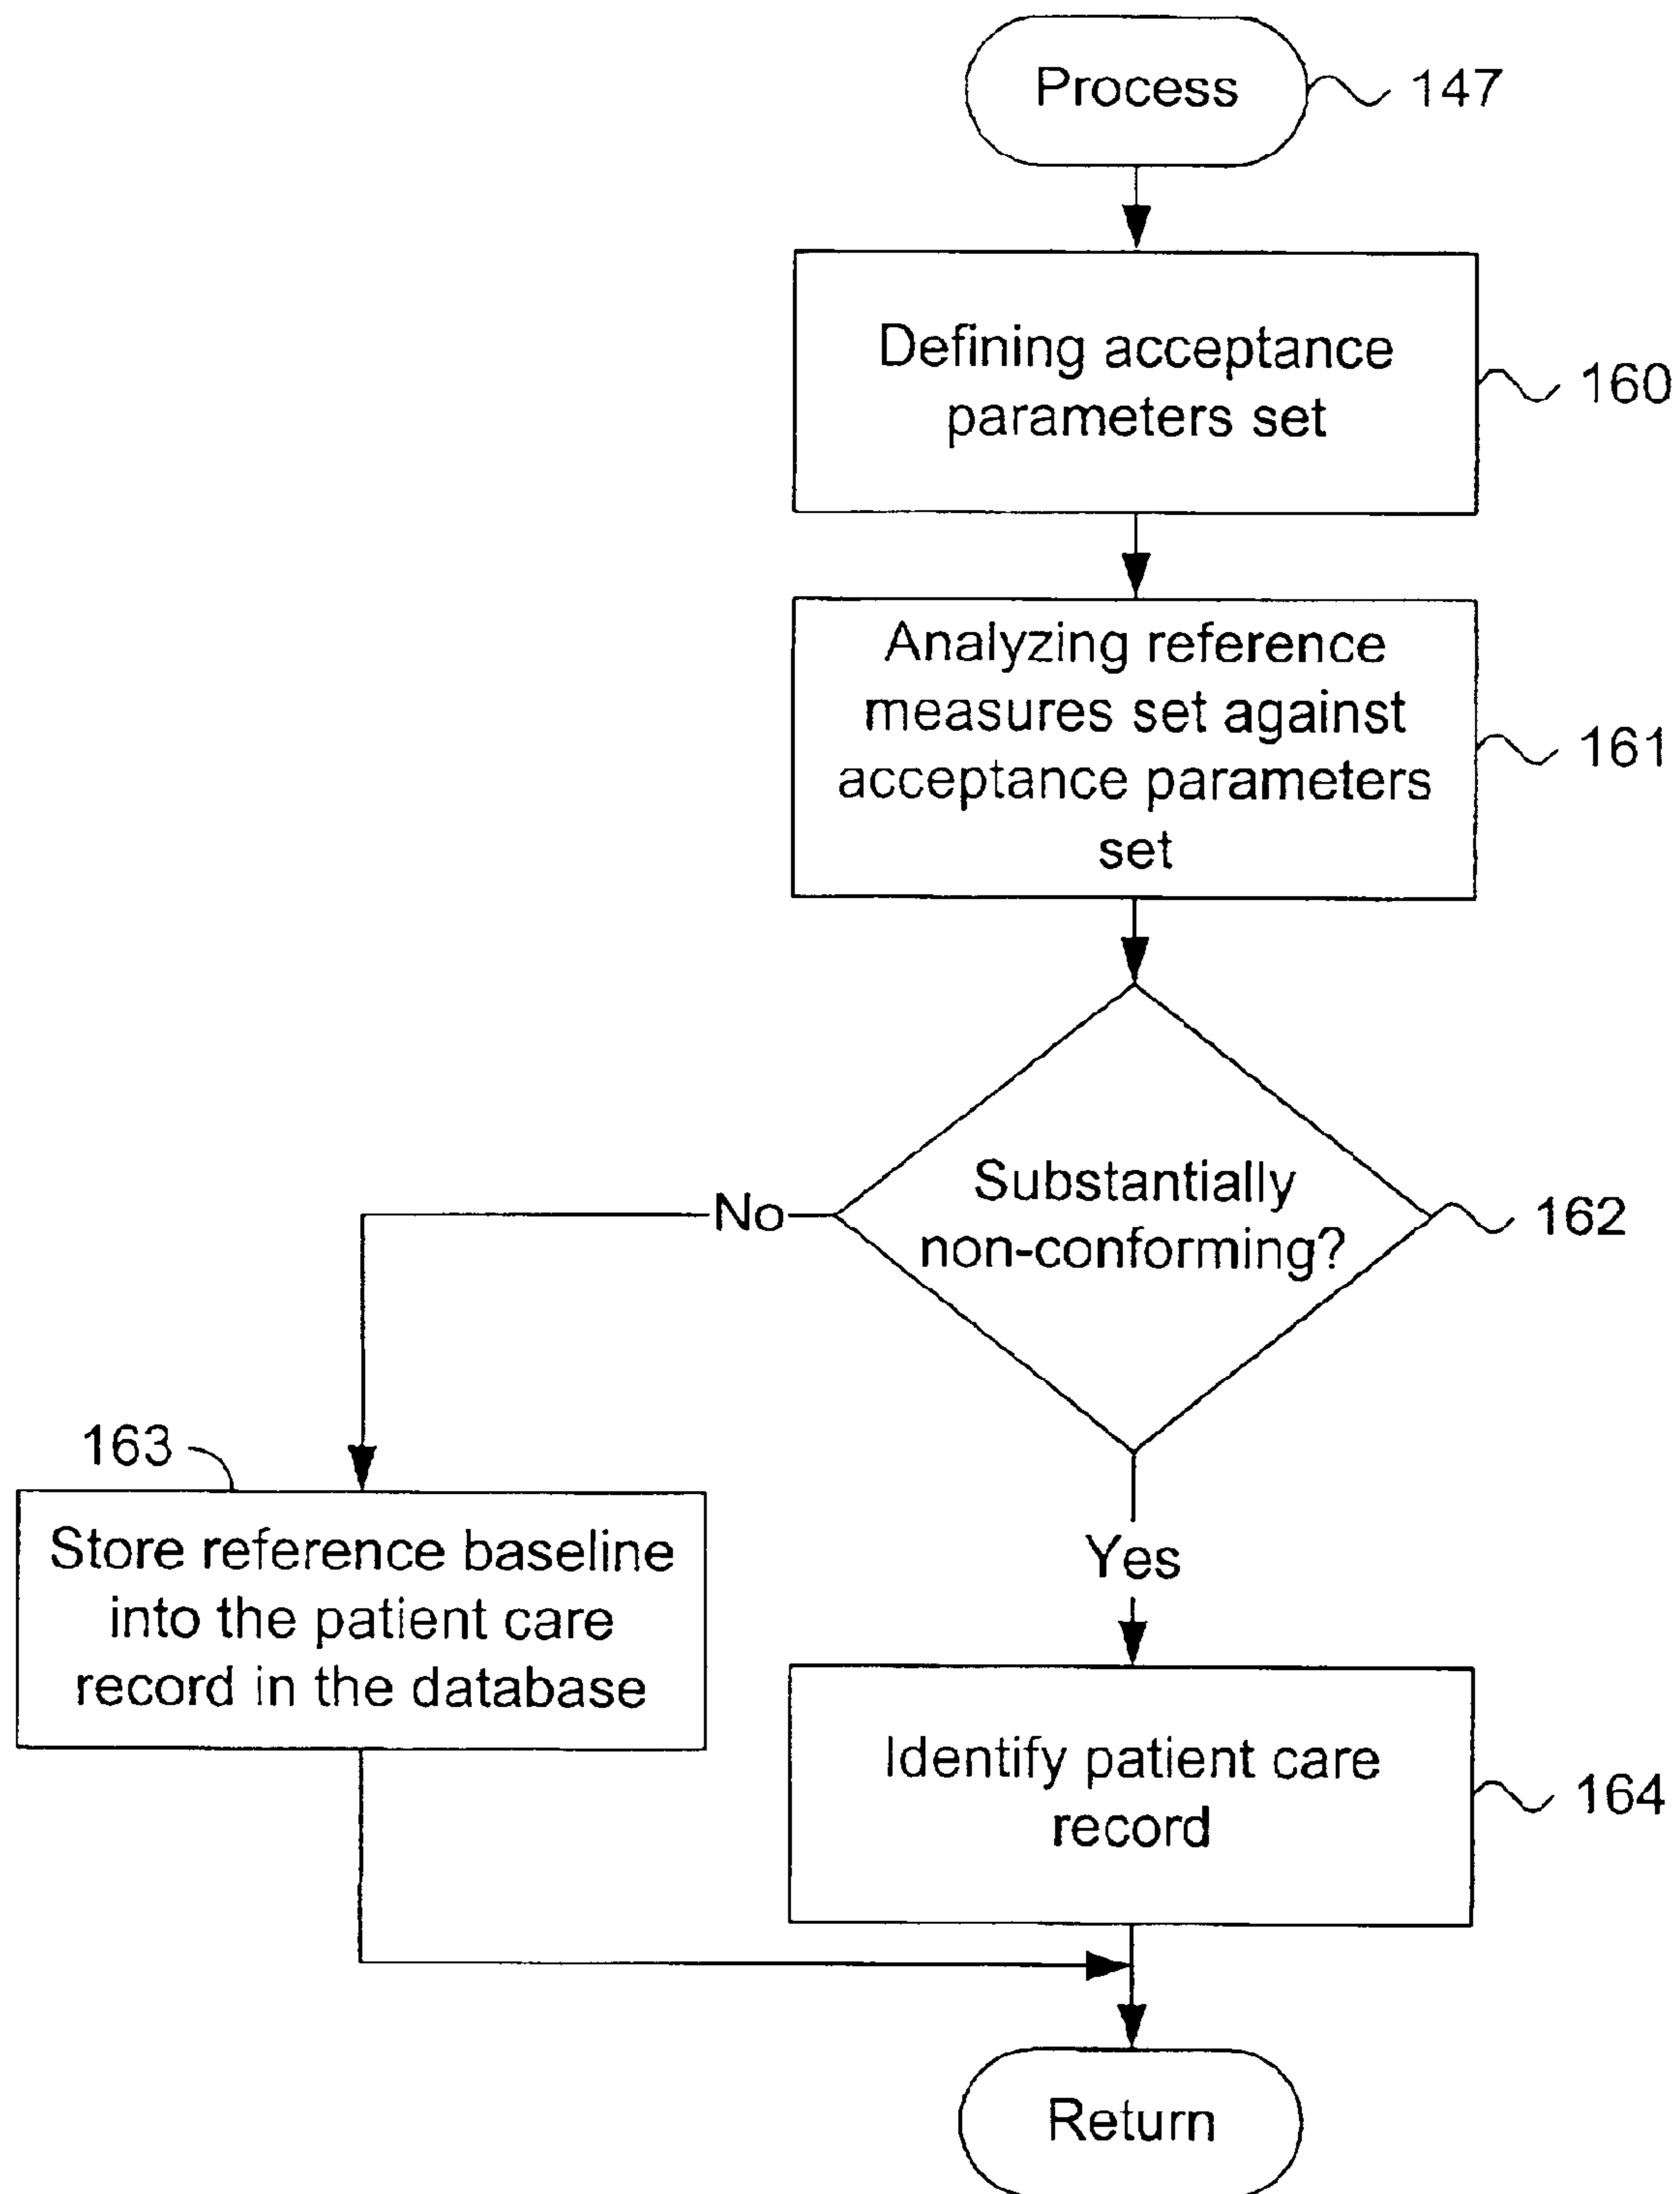 Process
147
Defining acceptance
parameters set
160
Analyzing reference
measures set against
acceptance parameters
set
161
Substantially
non-conforming?
162
No
Yes
163
Store reference baseline
into the patient care
record in the database
Identify patient care
record
164
Return